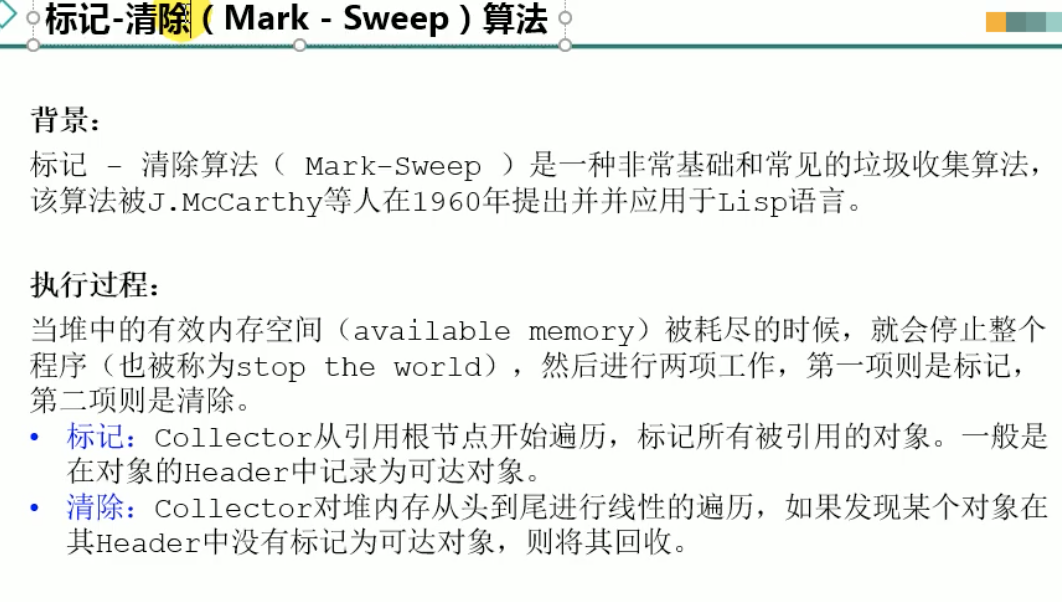 标记-清除（Mark - Sweep）算法
背景：
标记 - 清除算法（ Mark-Sweep ）是一种非常基础和常见的垃圾收集算法，
该算法被J.McCarthy等人在1960年提出并并应用于Lisp语言。
执行过程：
当堆中的有效内存空间（available memory）被耗尽的时候，就会停止整个
程序（也被称为stop the world），然后进行两项工作，第一项则是标记，
第二项则是清除。
• 标记：Collector从引用根节点开始遍历，标记所有被引用的对象。一般是
在对象的Header中记录为可达对象。
• 清除：Collector对堆内存从头到尾进行线性的遍历，如果发现某个对象在
其Header中没有标记为可达对象，则将其回收。